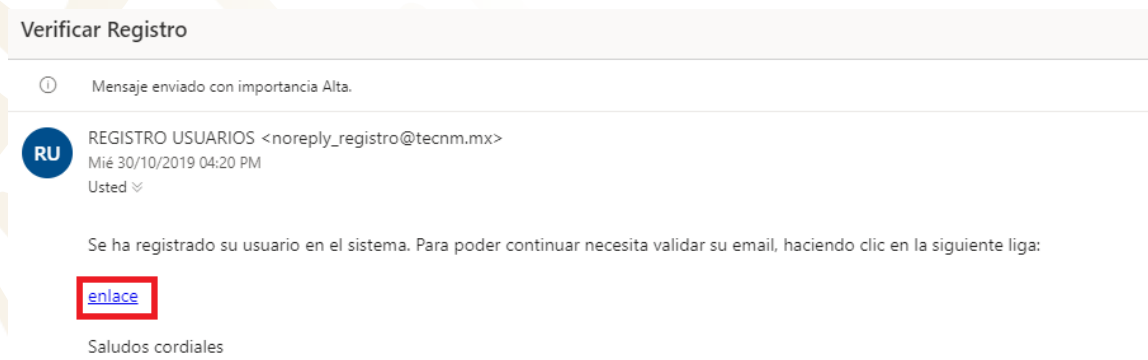 Verificar Registro
Mensaje enviado con importancia Alta.
RU
REGISTRO USUARIOS <noreply_registro@tecnm.mx>
Mié 30/10/2019 04:20 PM
Usted
Se ha registrado su usuario en el sistema. Para poder continuar necesita validar su email, haciendo clic en la siguiente liga:
enlace
Saludos cordiales